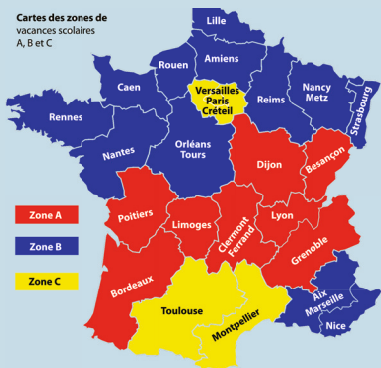 Cartes des zones de
vacances scolaires
A, B et C
Lille
Rouen
Amiens
Caen
Versailles
Paris
Créteil
Reims
Nancy
Metz
Strasbourg
Rennes
Nantes
Orléans
Tours
Dijon
Besançon
Zone A
Zone B
Zone C
Poitiers
Limoges
Clermont
Ferrand
Lyon
Grenoble
Bordeaux
Toulouse
Montpellier
Aix
Marseille
Nice